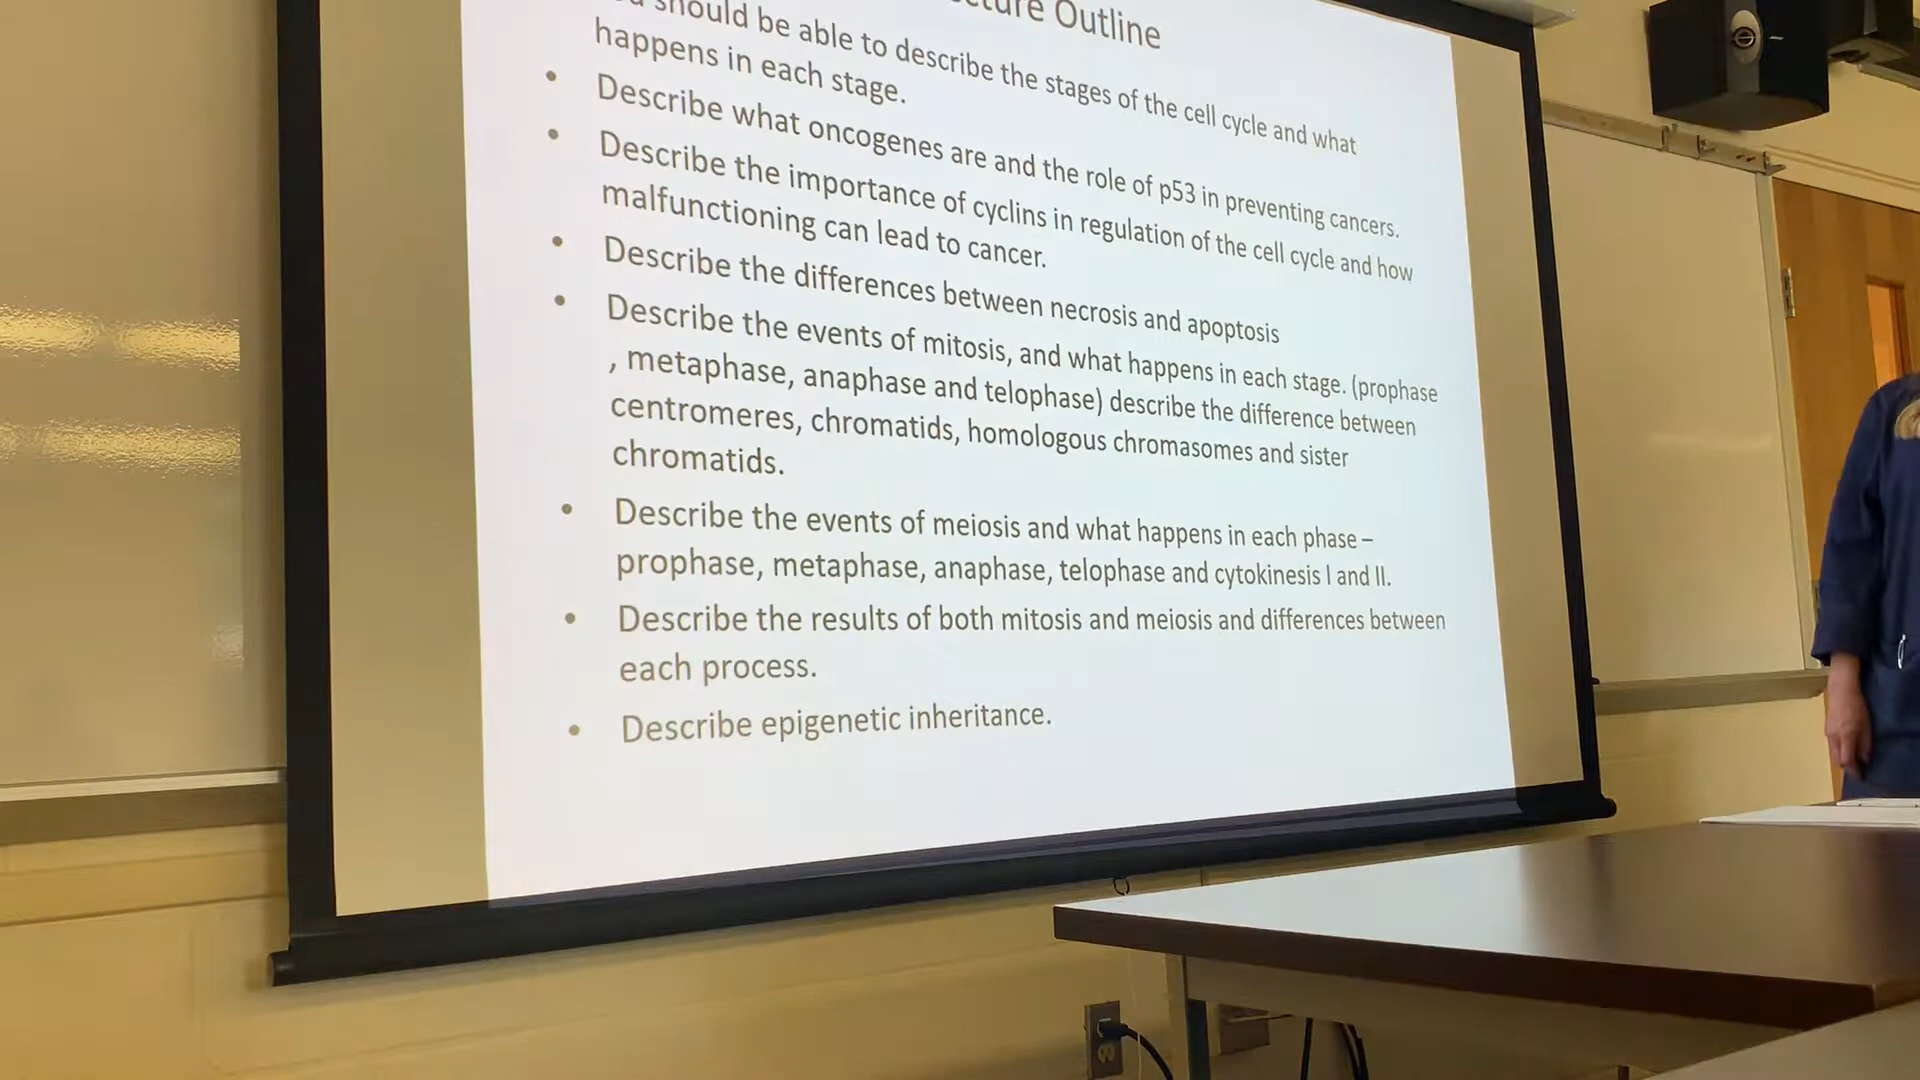 Outline
should be able to describe the stages of the cell cycle and what
happens in each stage.
• Describe what oncogenes are and the role of p53 in preventing cancers.
• Describe the importance of cyclins in regulation of the cell cycle and how
malfunctioning can lead to cancer.
• Describe the differences between necrosis and apoptosis
• Describe the events of mitosis, and what happens in each stage. (prophase
, metaphase, anaphase and telophase) describe the difference between
centromeres, chromatids, homologous chromasomes and sister
chromatids.
• Describe the events of meiosis and what happens in each phase –
prophase, metaphase, anaphase, telophase and cytokinesis I and II.
• Describe the results of both mitosis and meiosis and differences between
each process.
• Describe epigenetic inheritance.